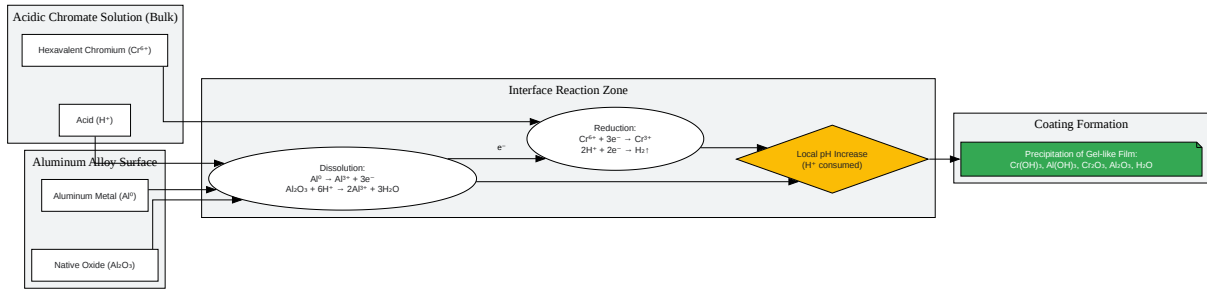 Acidic Chromate Solution (Bulk)
Hexavalent Chromium (Cr⁶⁺)
Acid (H⁺)
Aluminum Alloy Surface
Aluminum Metal (Al⁰)
Native Oxide (Al₂O₃)
Interface Reaction Zone
Dissolution:
Al⁰ → Al³⁺ + 3e⁻
Al₂O₃ + 6H⁺ → 2Al³⁺ + 3H₂O
e⁻
Reduction:
Cr⁶⁺ + 3e⁻ → Cr³⁺
2H⁺ + 2e⁻ → H₂↑
Local pH Increase
(H⁺ consumed)
Coating Formation
Precipitation of Gel-like Film:
Cr(OH)₃, Al(OH)₃, Cr₂O₃, Al₂O₃, H₂O